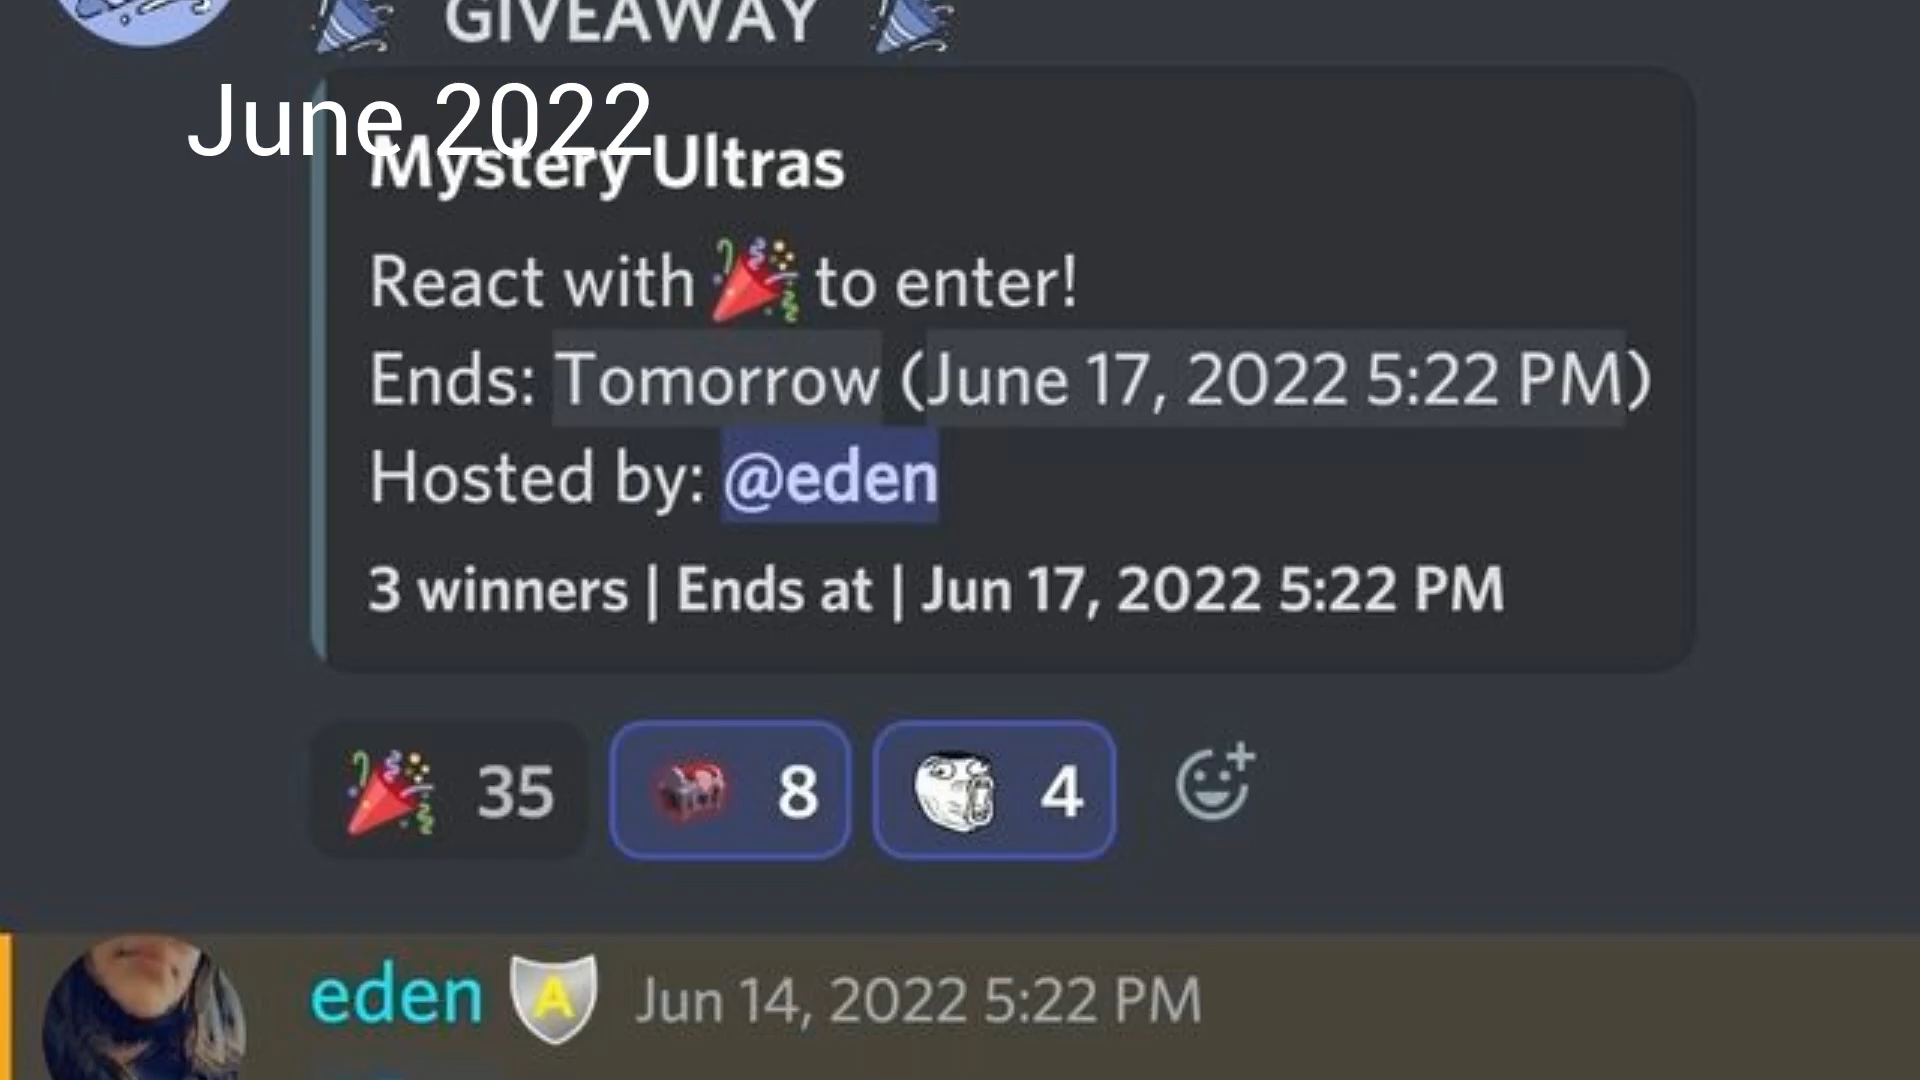 GIVEAWAY
June 2022
Mystery Ultras
React with 🎉 to enter!
Ends: Tomorrow (June 17, 2022 5:22 PM)
Hosted by: @eden
3 winners | Ends at | Jun 17, 2022 5:22 PM
🎉 35 8 4
eden A Jun 14, 2022 5:22 PM